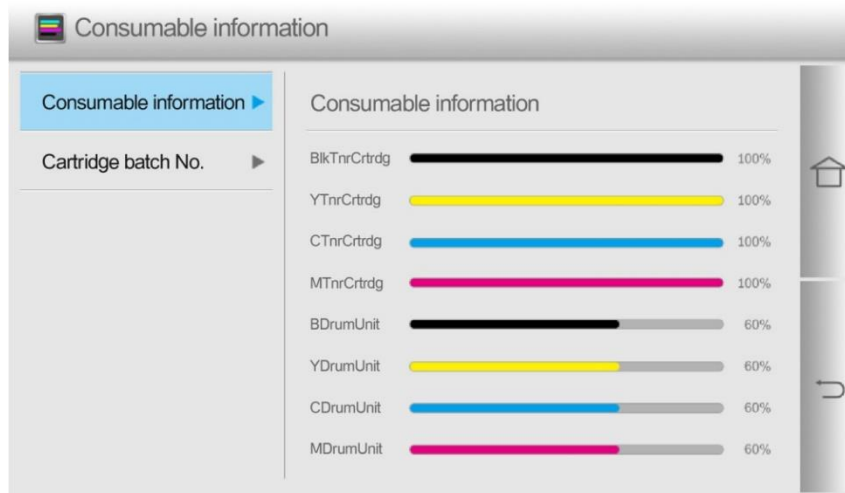 Consumable information
Consumable information
Cartridge batch No.
Consumable information
BlkTnrCrtrdg 100%
YTnrCrtrdg 100%
CTnrCrtrdg 100%
MTnrCrtrdg 100%
BDrumUnit 60%
YDrumUnit 60%
CDrumUnit 60%
MDrumUnit 60%